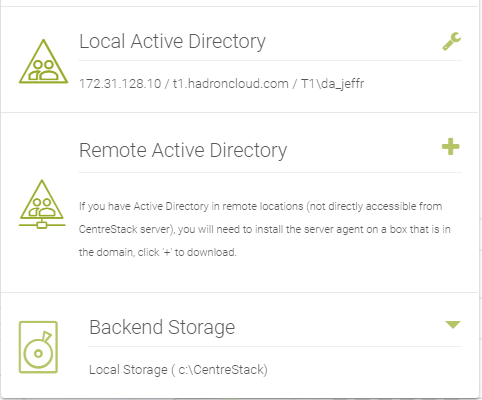 Local Active Directory
172.31.128.10 / t1.hadroncloud.com / T1\da_jeffr
Remote Active Directory
If you have Active Directory in remote locations (not directly accessible from
CentreStack server), you will need to install the server agent on a box that is in
the domain, click '+' to download.
Backend Storage
Local Storage ( c:\CentreStack)